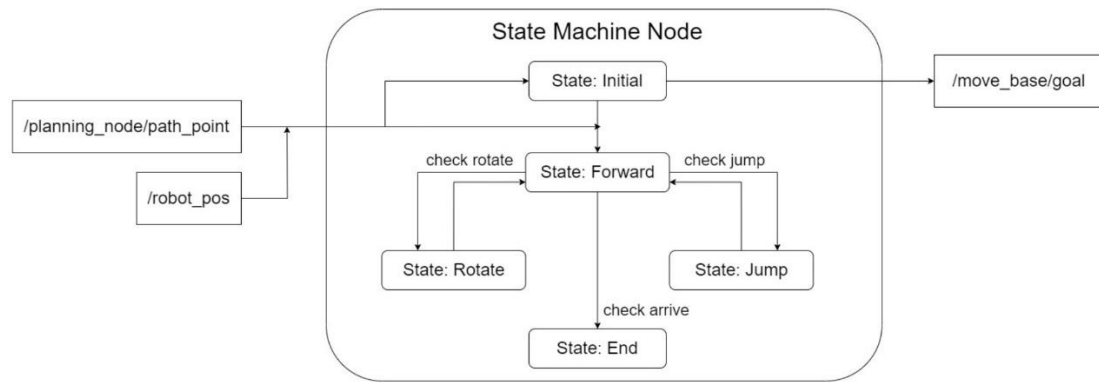 State Machine Node
State: Initial
/move_base/goal
/planning_node/path_point
check rotate
check jump
State: Forward
/robot_pos
State: Rotate
State: Jump
check arrive
State: End